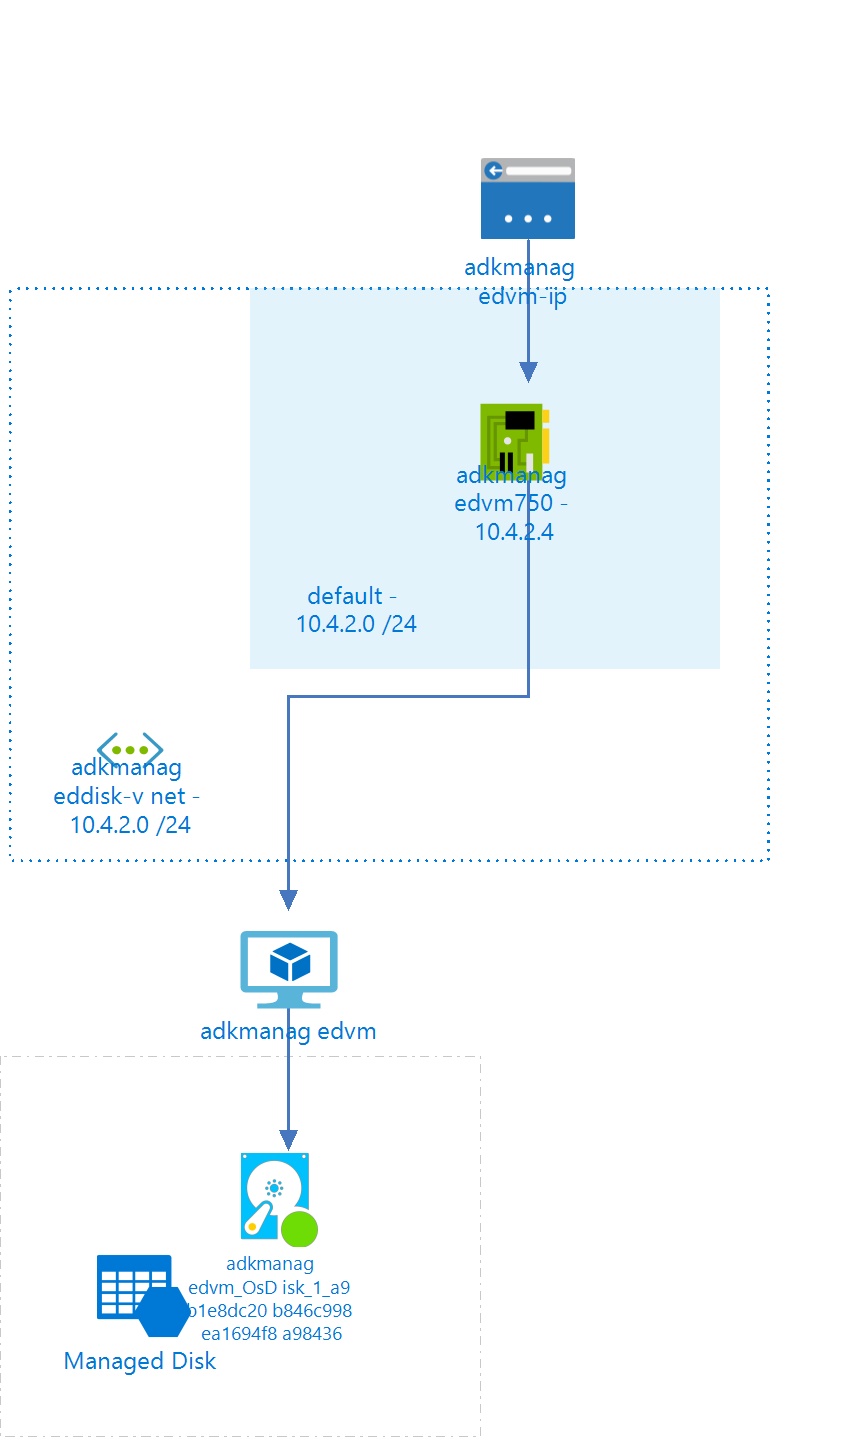 adkmanag
edvm-ip
adkmanag
edvm750 -
10.4.2.4
default -
10.4.2.0 /24
adkmanag
eddisk-v net -
10.4.2.0 /24
adkmanag edvm
adkmanag
edvm_OsD isk_1_a9
b1e8dc20 b846c998
ea1694f8 a98436
Managed Disk